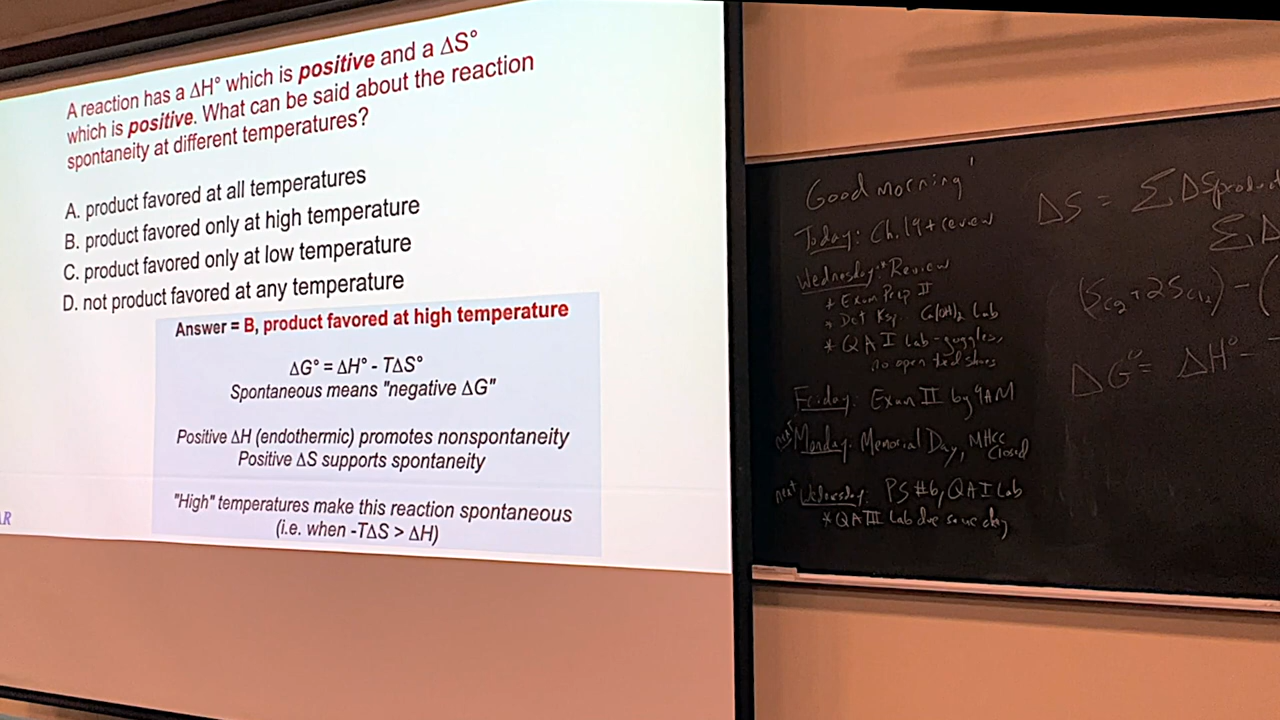 A reaction has a ΔH° which is positive and a ΔS°
which is positive. What can be said about the reaction
spontaneity at different temperatures?
A. product favored at all temperatures
B. product favored only at high temperature
C. product favored only at low temperature
D. not product favored at any temperature
Answer = B, product favored at high temperature
ΔG° = ΔH° - TΔS°
Spontaneous means "negative ΔG"
Positive ΔH (endothermic) promotes nonspontaneity
Positive ΔS supports spontaneity
"High" temperatures make this reaction spontaneous
(i.e. when -TΔS > ΔH)
AR
Good morning!
Today: Ch. 19 + review
Wednesday: * Review
* Exam Prep II
* Det Ksp Ca(OH)2 Lab
* QA I Lab - goggles,
no open toed shoes
Friday: Exam II by 9AM
next Monday: Memorial Day, MHCC
Closed
next Wednesday: PS #6, QA I Lab
* QA III Lab due same day
ΔS = ΣΔSprodu
ΣΔ
(SCg + 2SCl2) - (
ΔG° = ΔH° -